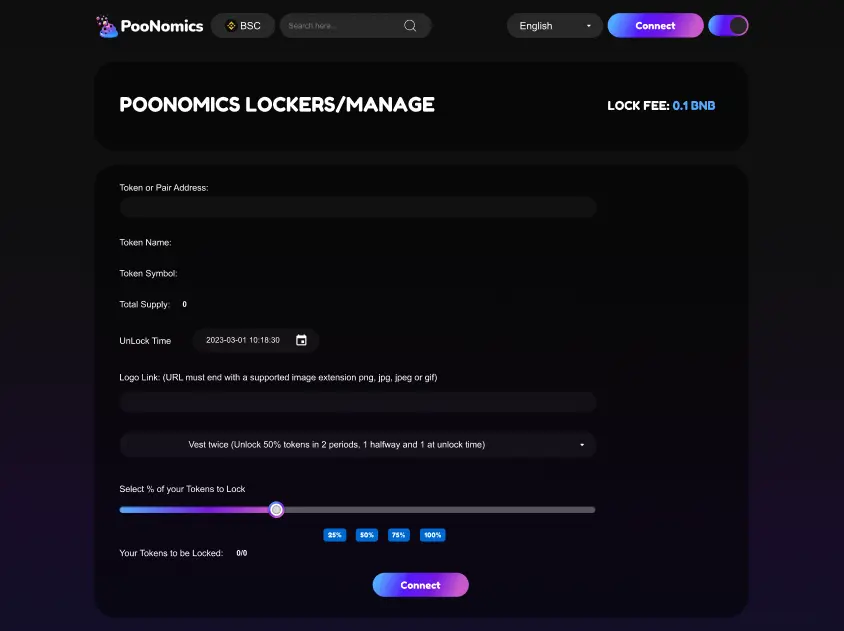 PooNomics
BSC
Search here...
English
Connect
POONOMICS LOCKERS/MANAGE
LOCK FEE: 0.1 BNB
Token or Pair Address:
Token Name:
Token Symbol:
Total Supply: 0
UnLock Time 2023-03-01 10:18:30
Logo Link: (URL must end with a supported image extension png, jpg, jpeg or gif)
Vest twice (Unlock 50% tokens in 2 periods, 1 halfway and 1 at unlock time)
Select % of your Tokens to Lock
25% 50% 75% 100%
Your Tokens to be Locked: 0/0
Connect